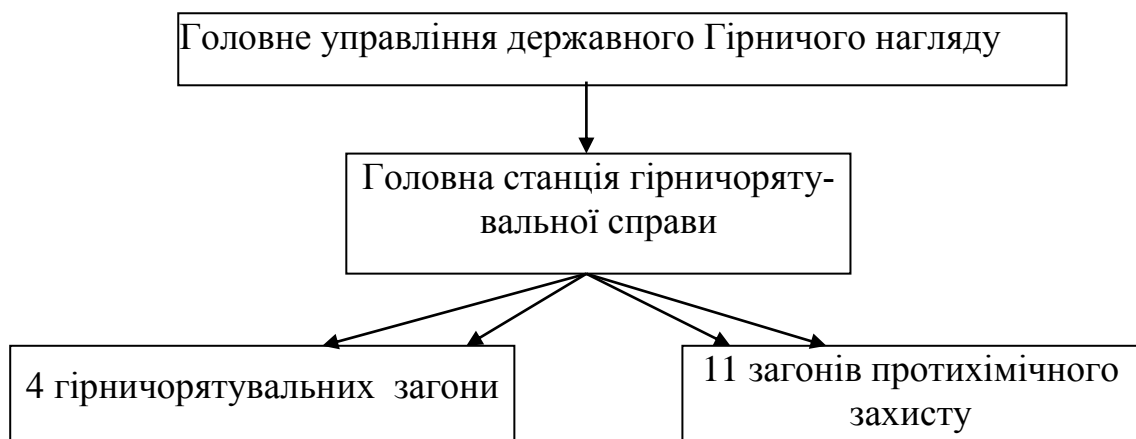 Головне управління державного Гірничого нагляду
Головна станція гірничоряту-
вальної справи
4 гірничорятувальних загони
11 загонів протихімічного
захисту